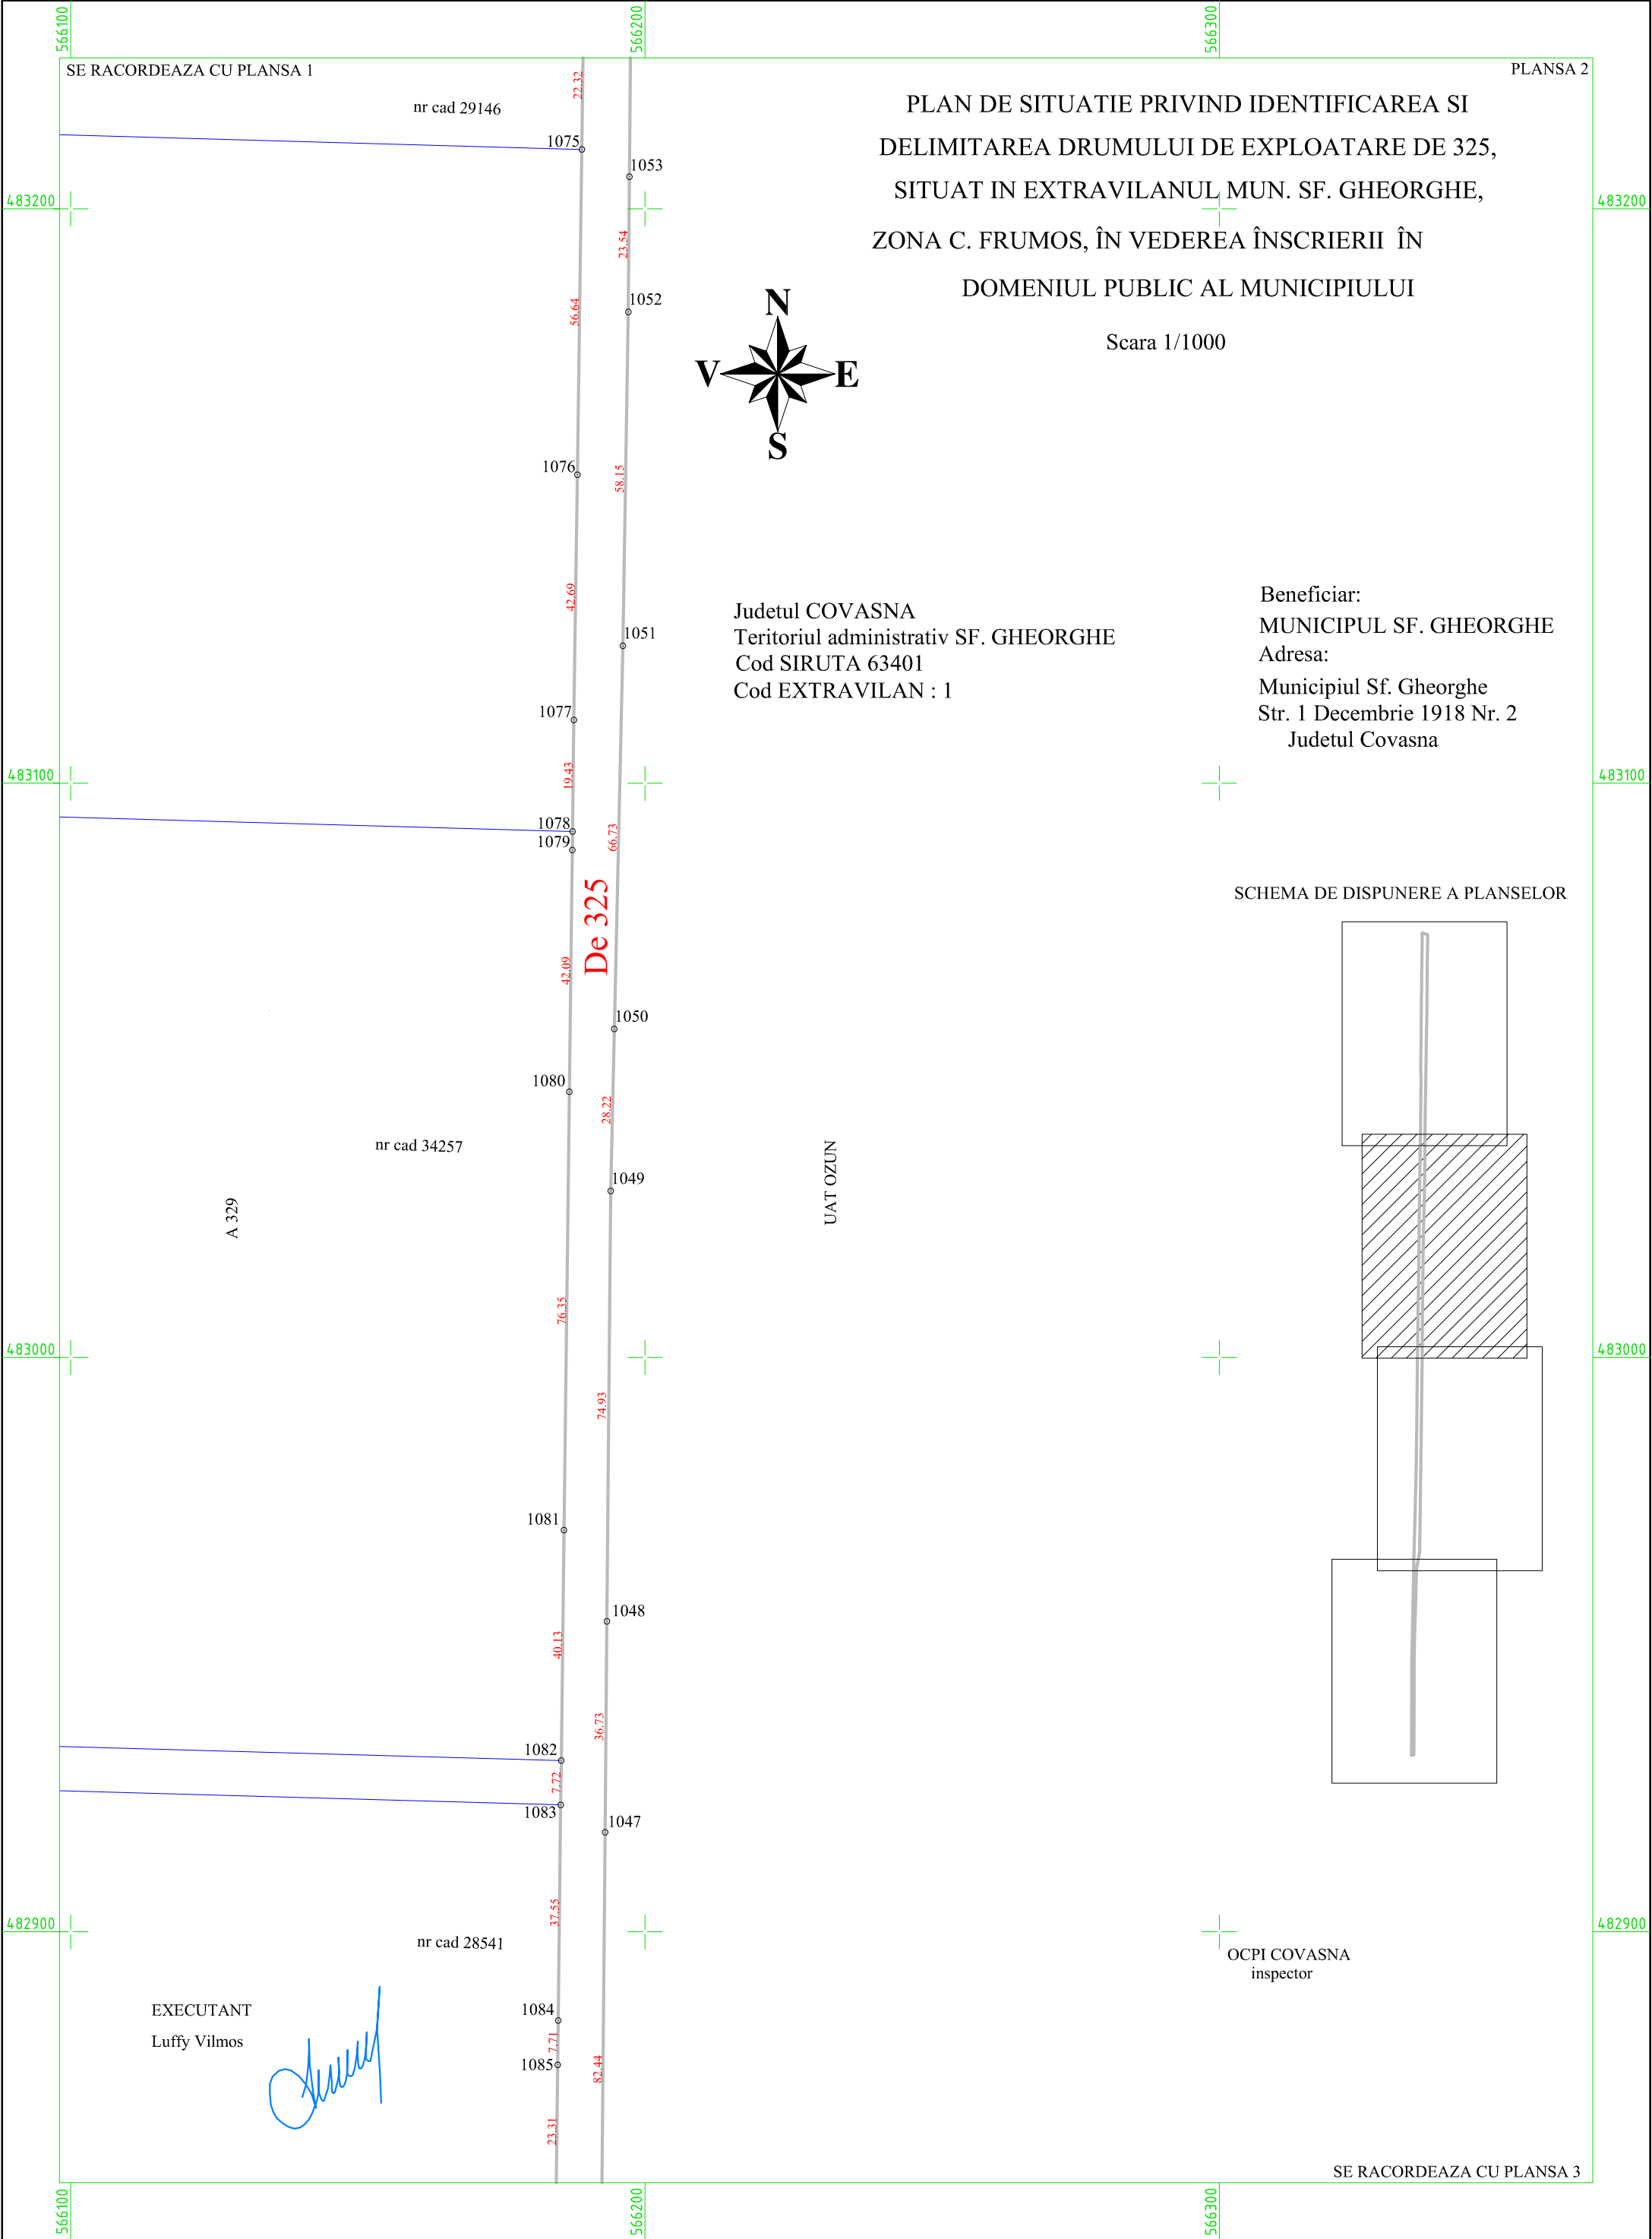 566100
566200
566300
SE RACORDEAZA CU PLANSA 1
PLANSA 2
PLAN DE SITUATIE PRIVIND IDENTIFICAREA SI
DELIMITAREA DRUMULUI DE EXPLOATARE DE 325,
SITUAT IN EXTRAVILANUL MUN. SF. GHEORGHE,
ZONA C. FRUMOS, ÎN VEDEREA ÎNSCRIERII ÎN
DOMENIUL PUBLIC AL MUNICIPIULUI
Scara 1/1000
nr cad 29146
22.32
1075
1053
483200
483200
23.54
56.64
1052
N
V
E
S
1076
58.15
42.69
1051
Judetul COVASNA
Teritoriul administrativ SF. GHEORGHE
Cod SIRUTA 63401
Cod EXTRAVILAN : 1
Beneficiar:
MUNICIPUL SF. GHEORGHE
Adresa:
Municipiul Sf. Gheorghe
Str. 1 Decembrie 1918 Nr. 2
Judetul Covasna
1077
483100
483100
19.43
1078
1079
66.73
De 325
42.09
SCHEMA DE DISPUNERE A PLANSELOR
1050
1080
28.22
nr cad 34257
1049
A 329
UAT OZUN
76.35
483000
483000
74.93
1081
1048
40.13
36.73
1082
7.72
1083
1047
37.55
482900
482900
nr cad 28541
OCPI COVASNA
inspector
EXECUTANT
Luffy Vilmos
1084
7.71
1085
82.44
23.31
SE RACORDEAZA CU PLANSA 3
566100
566200
566300